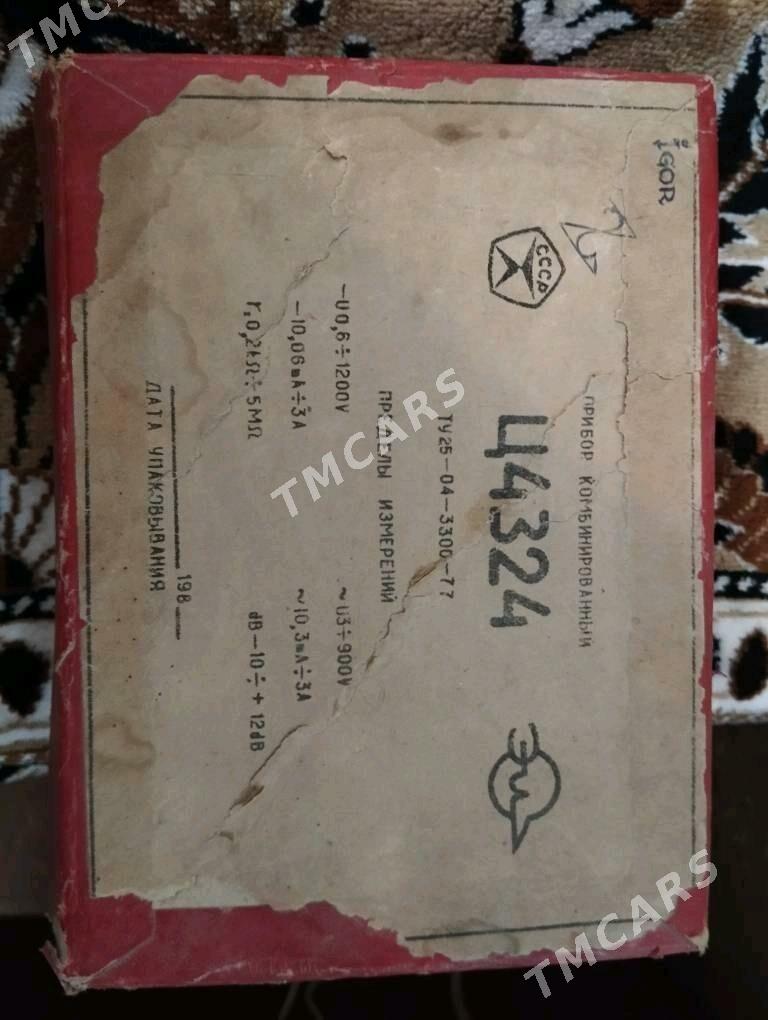 IGOR
СССР
ПРИБОР КОМБИНИРОВАННЫЙ
Ц4324
ТУ25-04-3300-77
ПРЕДЕЛЫ ИЗМЕРЕНИЙ
-U0,6÷1200V ~U3÷900V
-I0,06mA÷3A ~I0,3mA÷3A
r,0,2kΩ÷5MΩ dB-10÷+12dB
198
ДАТА УПАКОВЫВАНИЯ
TMCARS
TMCARS
TMCARS
TMCARS